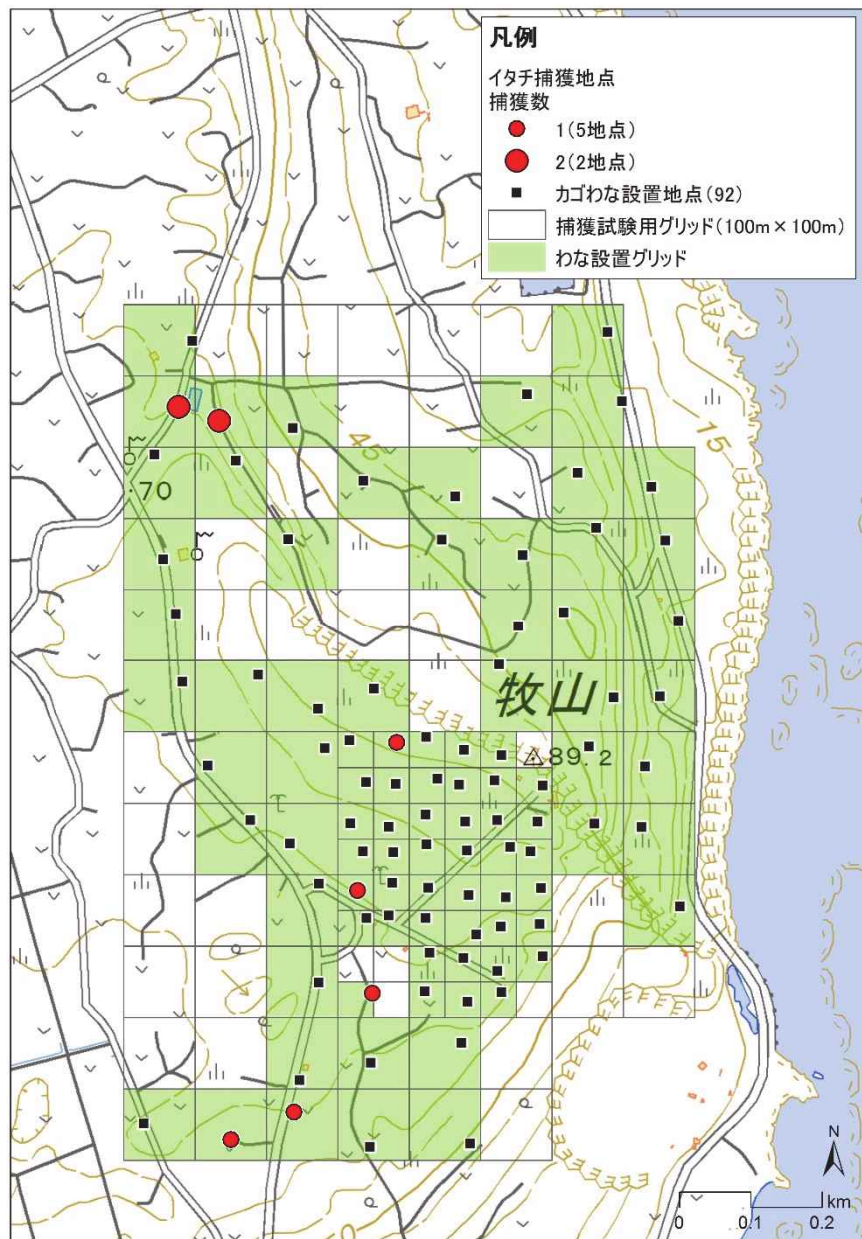 凡例
イタチ捕獲地点
捕獲数
1(5地点)
2(2地点)
カゴわな設置地点(92)
捕獲試験用グリッド(100m×100m)
わな設置グリッド
15
45
・70
牧山
89.2
N
km
0
0.1
0.2